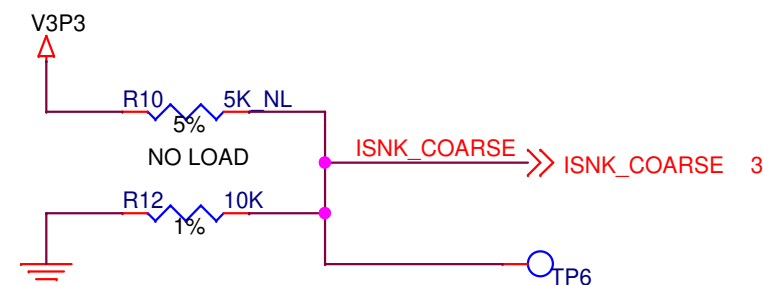 V3P3
R10 5K_NL
5%
NO LOAD
ISNK_COARSE
ISNK_COARSE 3
R12 10K
1%
TP6